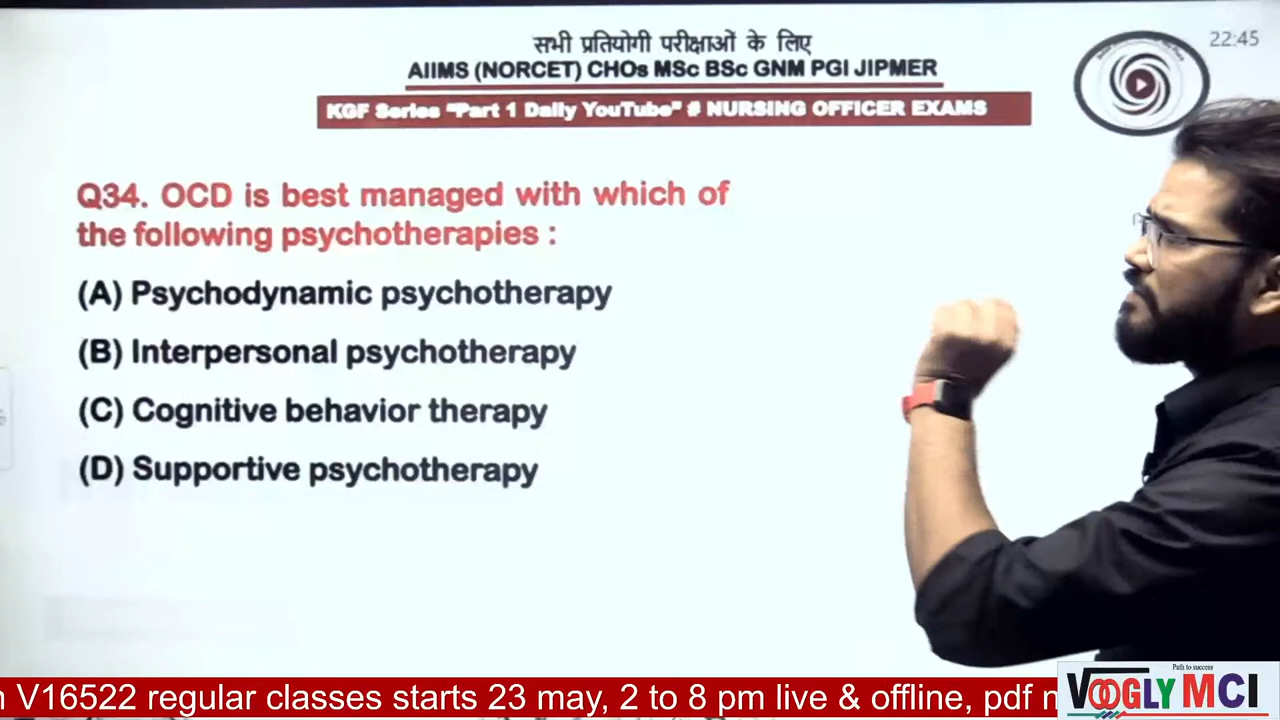 सभी प्रतियोगी परीक्षाओं के लिए
AIIMS (NORCET) CHOs MSc BSc GNM PGI JIPMER
KGF Series "Part 1 Daily YouTube" # NURSING OFFICER EXAMS
22:45
Q34. OCD is best managed with which of
the following psychotherapies :
(A) Psychodynamic psychotherapy
(B) Interpersonal psychotherapy
(C) Cognitive behavior therapy
(D) Supportive psychotherapy
V16522 regular classes starts 23 may, 2 to 8 pm live & offline, pdf
Path to success
VOOGLY MCI